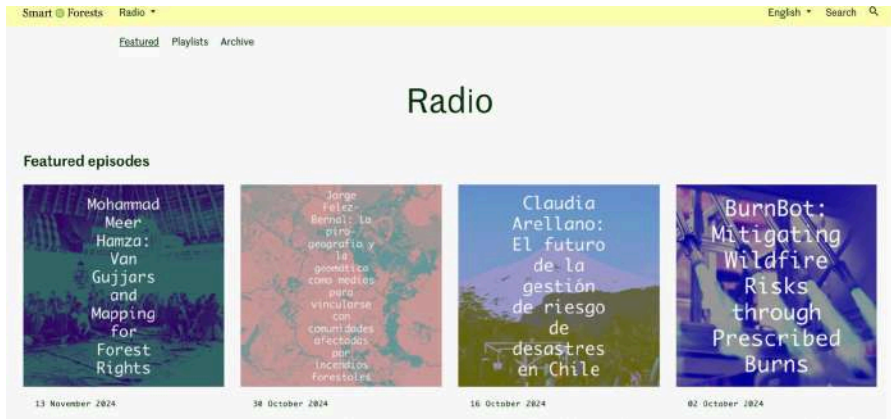 Smart Forests Radio English Search
Featured Playlists Archive
Radio
Featured episodes
Mohammad
Meer
Hamza:
Van
Gujjars
and
Mapping
for
Forest
Rights
Jorge
Felez-
Bernal: la
piro-
geografía y
la
geomática
como medios
para
vincularse
con
comunidades
afectadas
por
incendios
forestales
Claudia
Arellano:
El futuro
de la
gestión
de riesgo
de
desastres
en Chile
BurnBot:
Mitigating
Wildfire
Risks
through
Prescribed
Burns
13 November 2024
30 October 2024
16 October 2024
02 October 2024